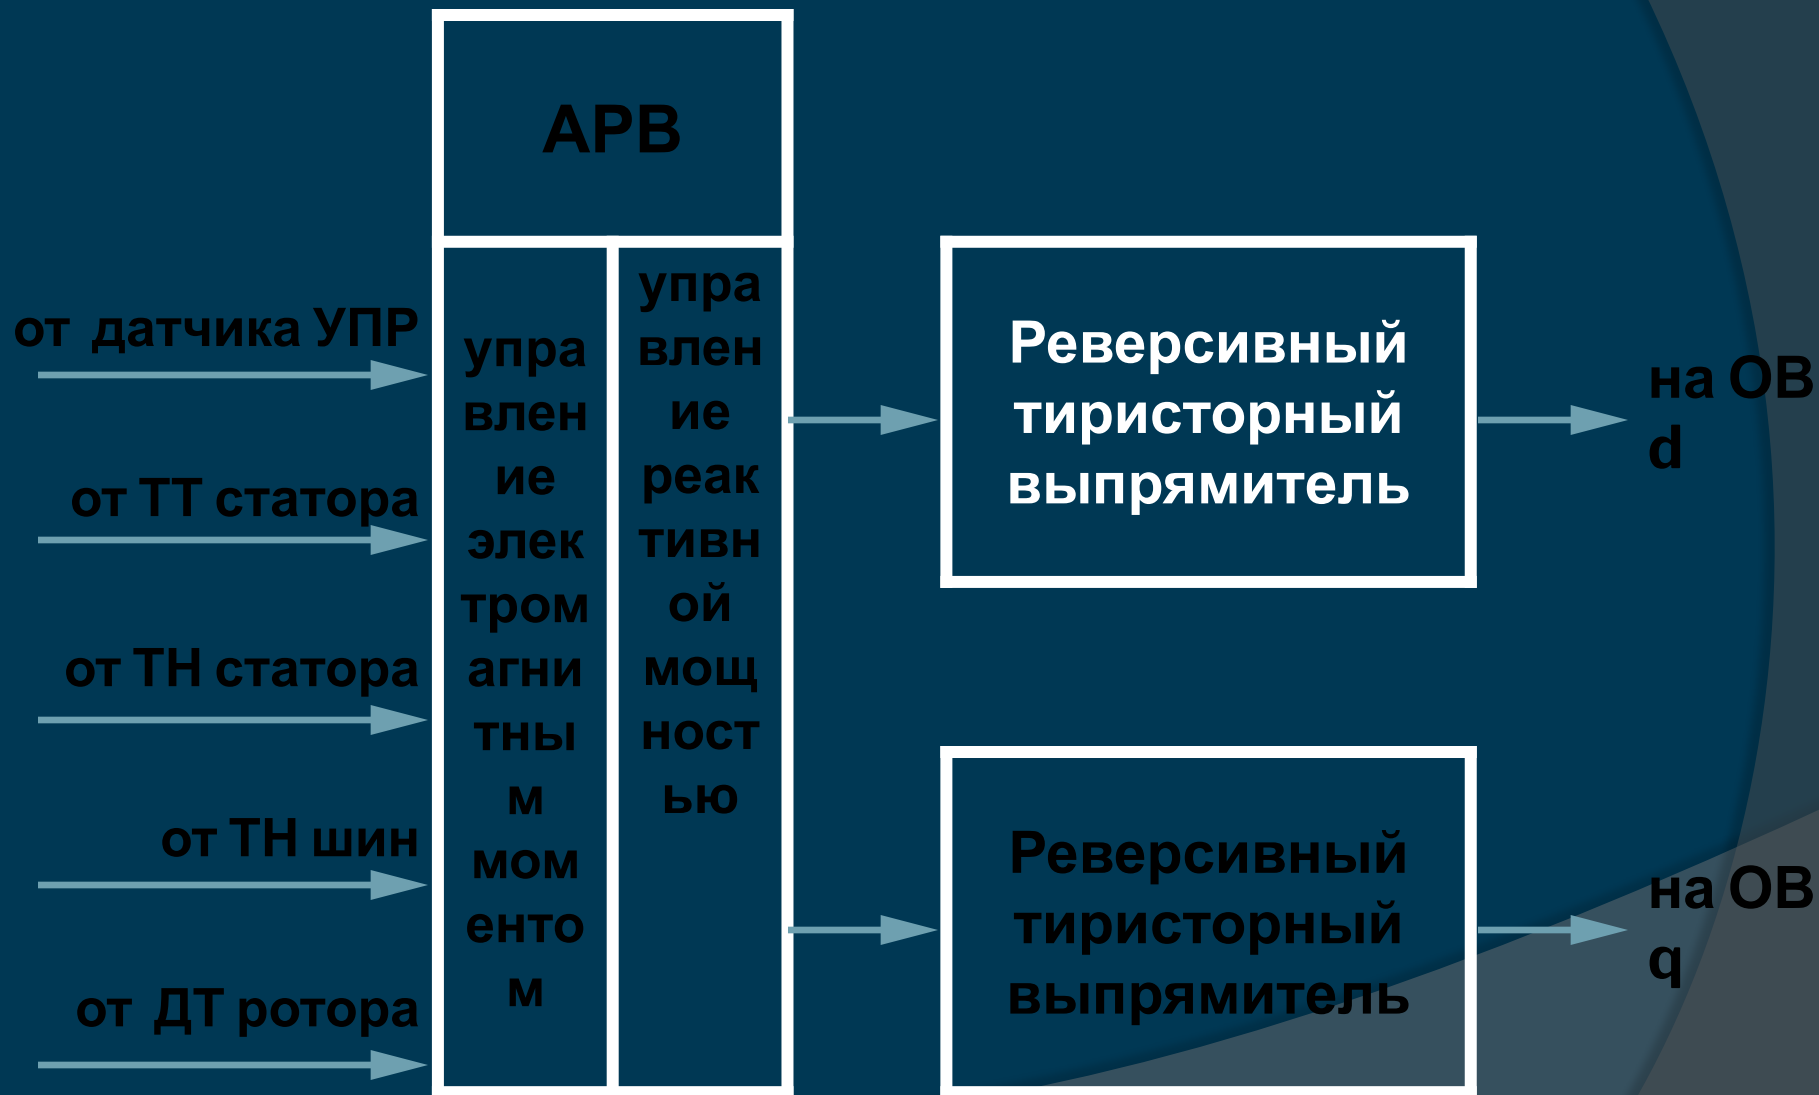 АРВ
от датчика УПР
от ТТ статора
от ТН статора
от ТН шин
от ДТ ротора
упра
влен
ие
элек
тром
агни
тны
м
мом
енто
м
упра
влен
ие
реак
тивн
ой
мощ
ност
ью
Реверсивный
тиристорный
выпрямитель
на ОВ
d
Реверсивный
тиристорный
выпрямитель
на ОВ
q